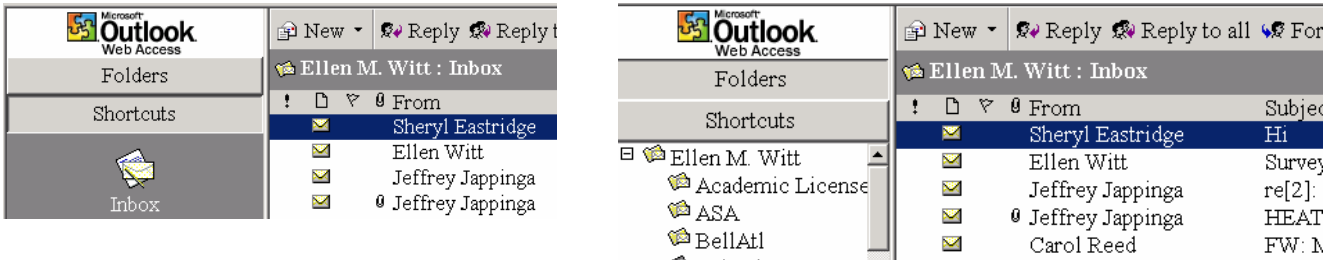 Microsoft
Outlook
Web Access
New Reply Reply t
Folders
Ellen M. Witt : Inbox
Shortcuts
! From
Sheryl Eastridge
Ellen Witt
Jeffrey Jappinga
Jeffrey Jappinga
Inbox
Microsoft
Outlook
Web Access
New Reply Reply to all For
Folders
Ellen M. Witt : Inbox
Shortcuts
! From Subjec
Sheryl Eastridge Hi
Ellen Witt Survey
Jeffrey Jappinga re[2]:
Jeffrey Jappinga HEAT
Carol Reed FW: M
Ellen M. Witt
Academic License
ASA
BellAtl